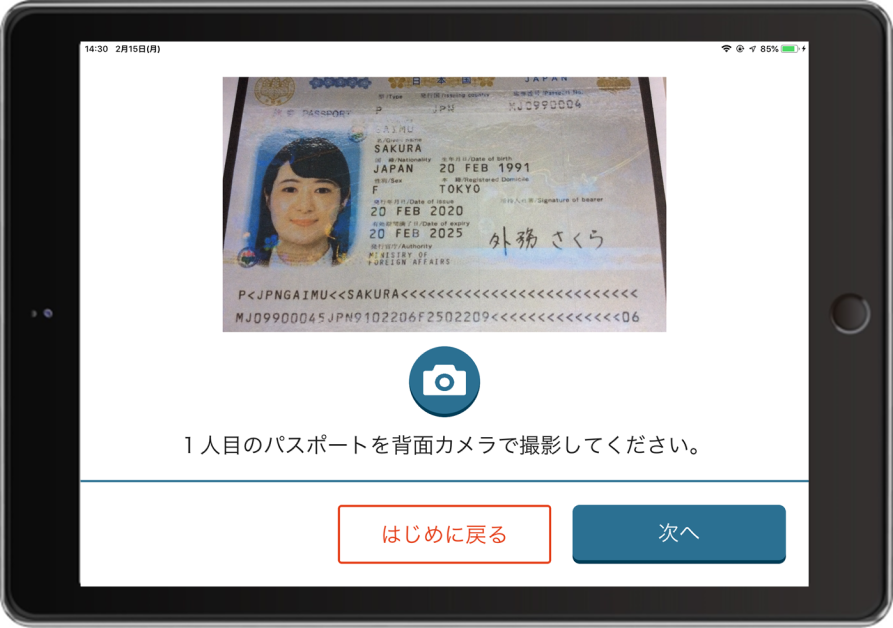 14:30 2月15日(月)
85%
日本国
JAPAN
型/Type
発行国/Issuing country
旅券番号/Passport No.
PASSPORT
P
JPN
MJ0990004
GAIMU
名/Given name
SAKURA
国籍/Nationality
生年月日/Date of birth
JAPAN
20 FEB 1991
性別/Sex
本籍/Registered Domicile
F
TOKYO
発行年月日/Date of issue
所持人自署/Signature of bearer
20 FEB 2020
有効期間満了日/Date of expiry
20 FEB 2025
外務 さくら
発行官庁/Authority
MINISTRY OF
FOREIGN AFFAIRS
P<JPNGAIMU<<SAKURA<<<<<<<<<<<<<<<<<<<<<<<<<<
MJ09900045JPN9102206F2502209<<<<<<<<<<<<<<06
1人目のパスポートを背面カメラで撮影してください。
はじめに戻る
次へ